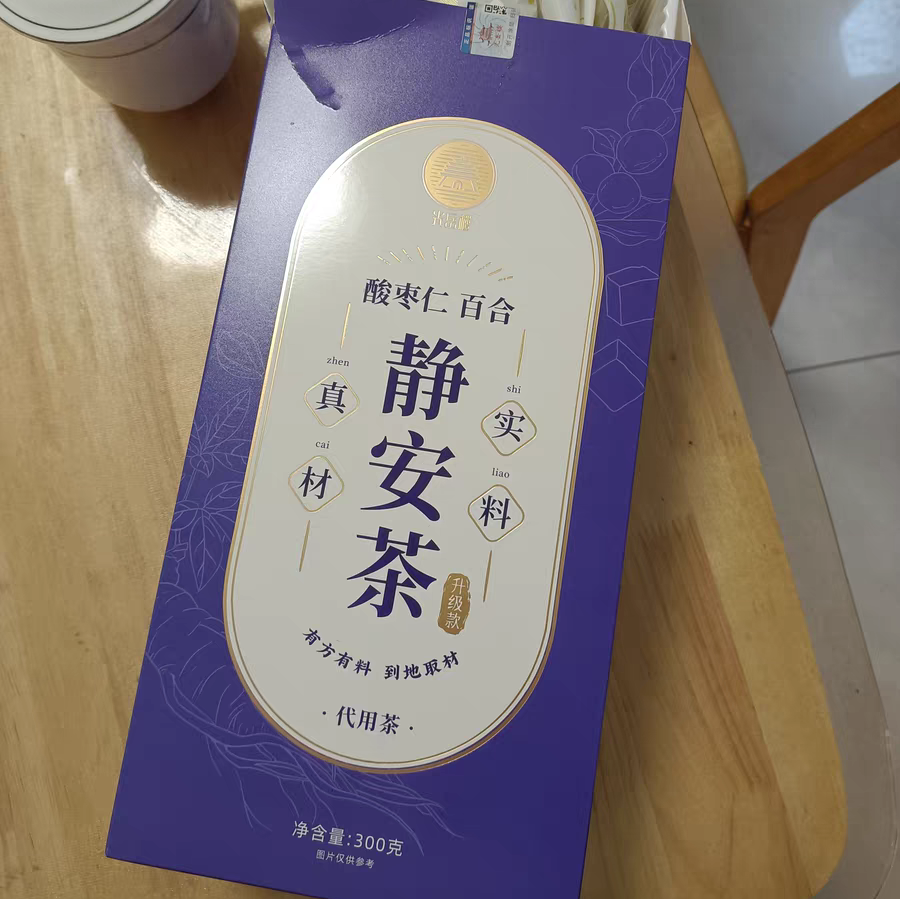 酸枣仁 百合
静安茶
zhen
真
cai
材
shi
实
liao
料
升级款
有方有料 到地取材
·代用茶·
净含量:300克
图片仅供参考